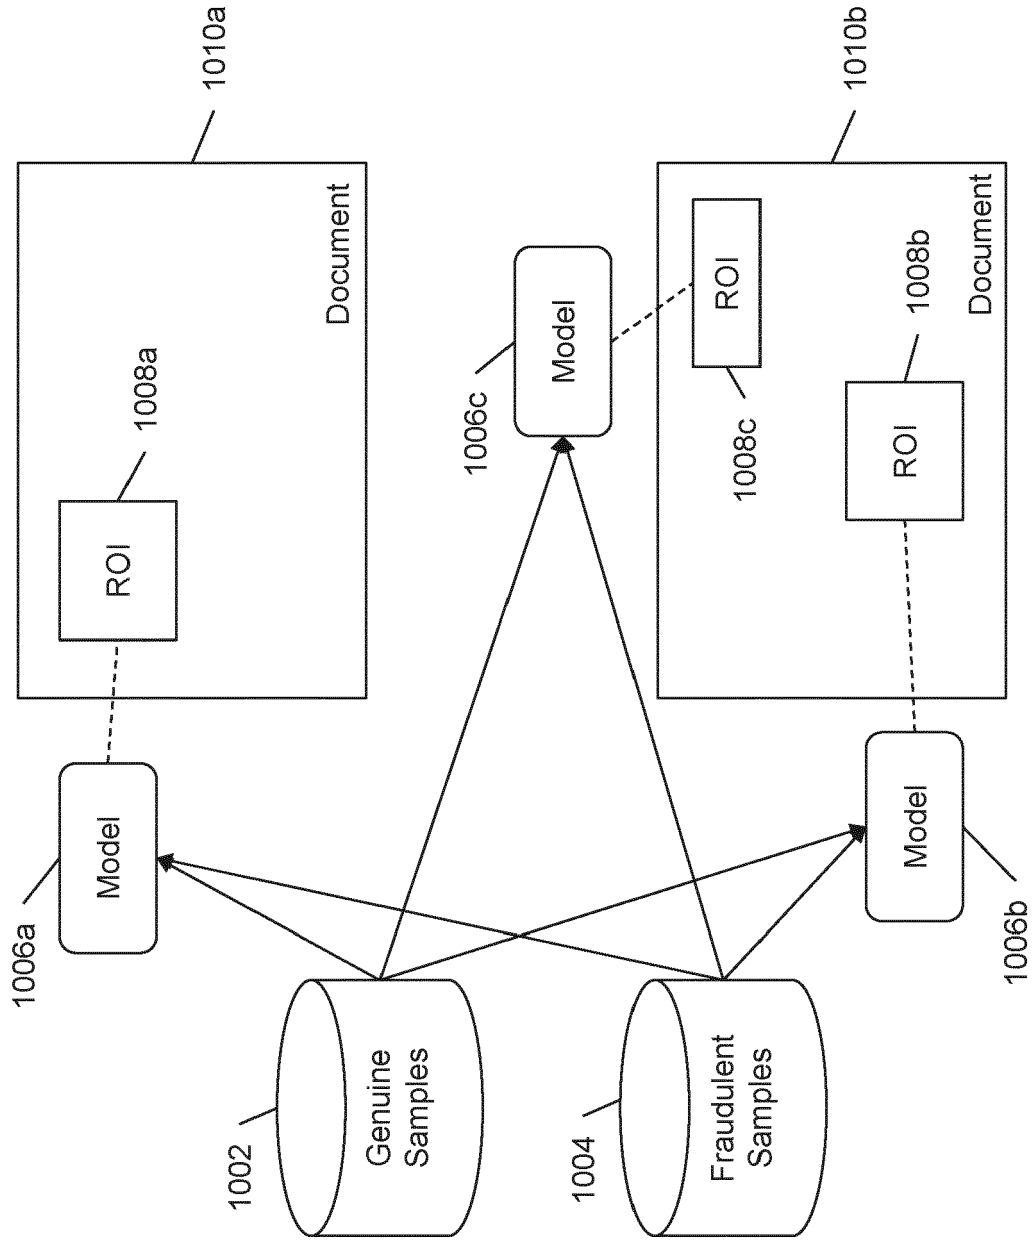 1006a
Model
ROI
1008a
1010a
1002
Document
Genuine
Samples
1006c
Model
1004
Fraudulent
Samples
ROI
1008c
1010b
Model
ROI
1008b
Document
1006b